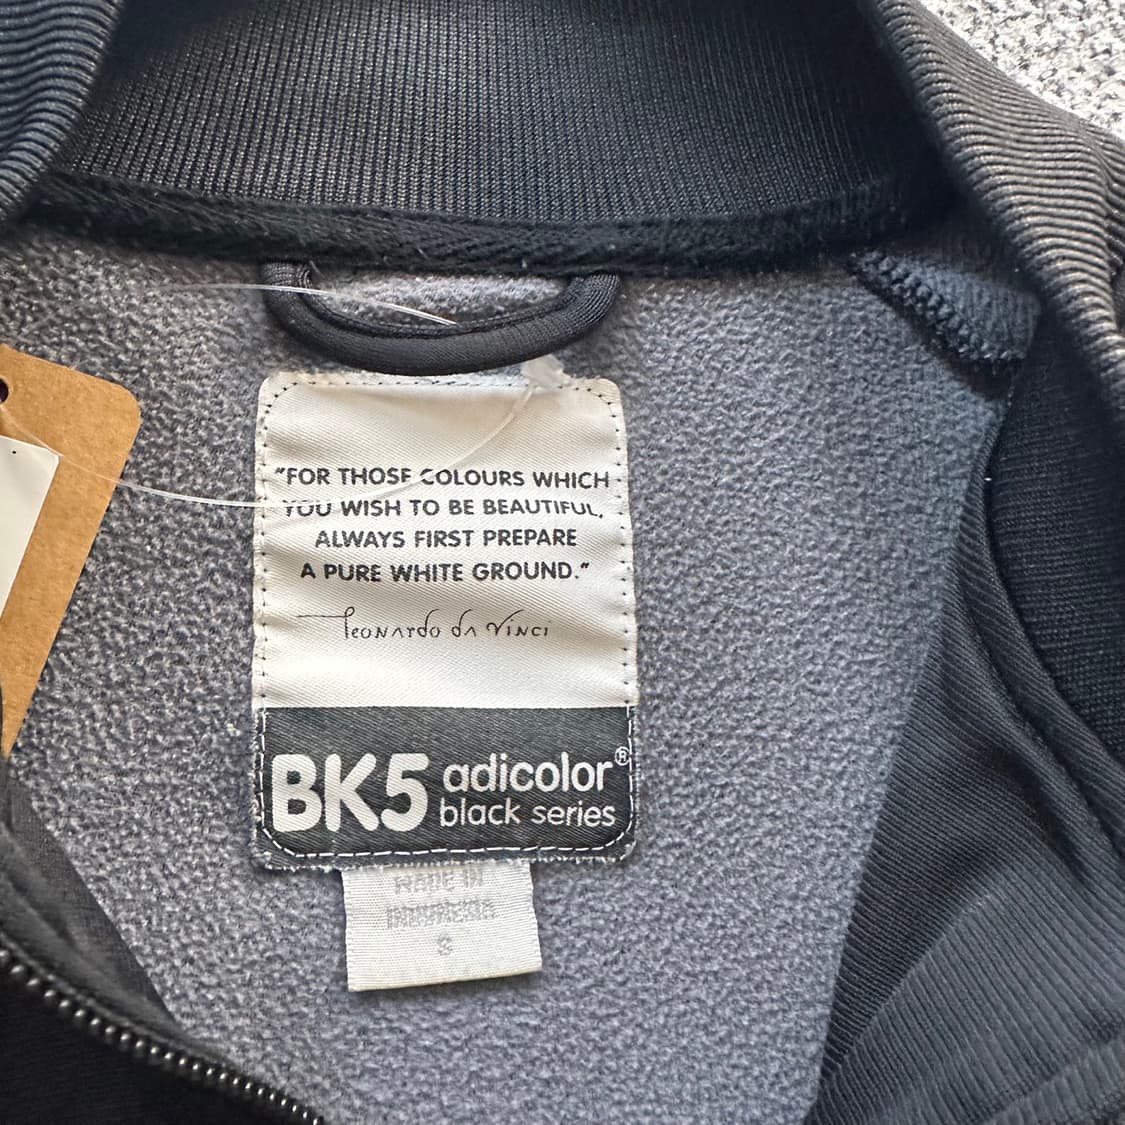 "FOR THOSE COLOURS WHICH
YOU WISH TO BE BEAUTIFUL,
ALWAYS FIRST PREPARE
A PURE WHITE GROUND."
Leonardo da Vinci
BK5 adicolor®
black series
MADE IN
INDONESIA
S